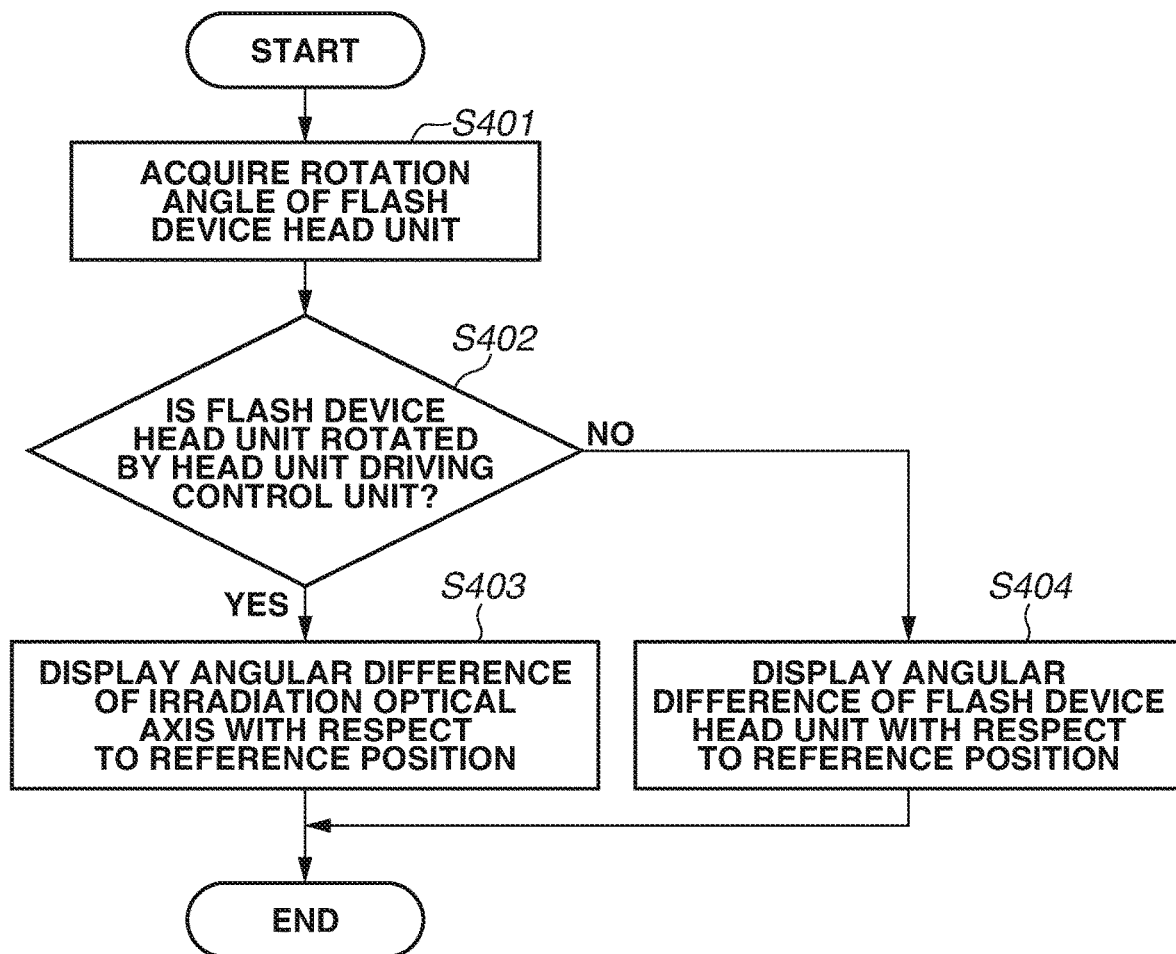 START
S401
ACQUIRE ROTATION
ANGLE OF FLASH
DEVICE HEAD UNIT
S402
IS FLASH DEVICE
HEAD UNIT ROTATED
BY HEAD UNIT DRIVING
CONTROL UNIT?
NO
YES
S403
DISPLAY ANGULAR DIFFERENCE
OF IRRADIATION OPTICAL
AXIS WITH RESPECT
TO REFERENCE POSITION
S404
DISPLAY ANGULAR
DIFFERENCE OF FLASH DEVICE
HEAD UNIT WITH RESPECT
TO REFERENCE POSITION
END